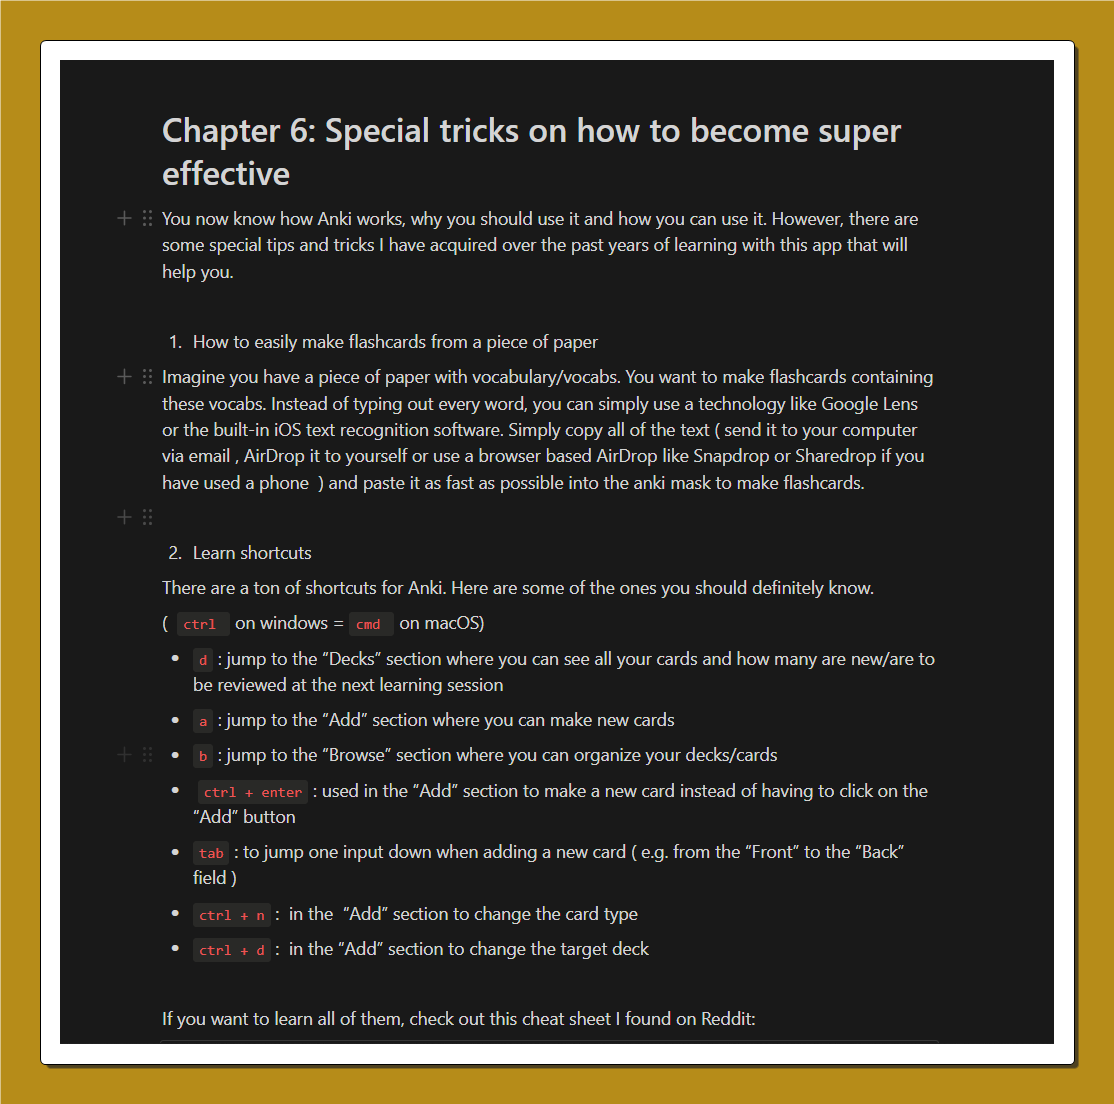 Chapter 6: Special tricks on how to become super
effective
You now know how Anki works, why you should use it and how you can use it. However, there are
some special tips and tricks I have acquired over the past years of learning with this app that will
help you.
1. How to easily make flashcards from a piece of paper
Imagine you have a piece of paper with vocabulary/vocabs. You want to make flashcards containing
these vocabs. Instead of typing out every word, you can simply use a technology like Google Lens
or the built-in iOS text recognition software. Simply copy all of the text ( send it to your computer
via email , AirDrop it to yourself or use a browser based AirDrop like Snapdrop or Sharedrop if you
have used a phone  ) and paste it as fast as possible into the anki mask to make flashcards.
2. Learn shortcuts
There are a ton of shortcuts for Anki. Here are some of the ones you should definitely know.
( ctrl on windows = cmd on macOS)
• d : jump to the “Decks” section where you can see all your cards and how many are new/are to
be reviewed at the next learning session
• a : jump to the “Add” section where you can make new cards
• b : jump to the “Browse” section where you can organize your decks/cards
• ctrl + enter : used in the “Add” section to make a new card instead of having to click on the
“Add” button
• tab : to jump one input down when adding a new card ( e.g. from the “Front” to the “Back”
field )
• ctrl + n :  in the  “Add” section to change the card type
• ctrl + d :  in the “Add” section to change the target deck
If you want to learn all of them, check out this cheat sheet I found on Reddit: